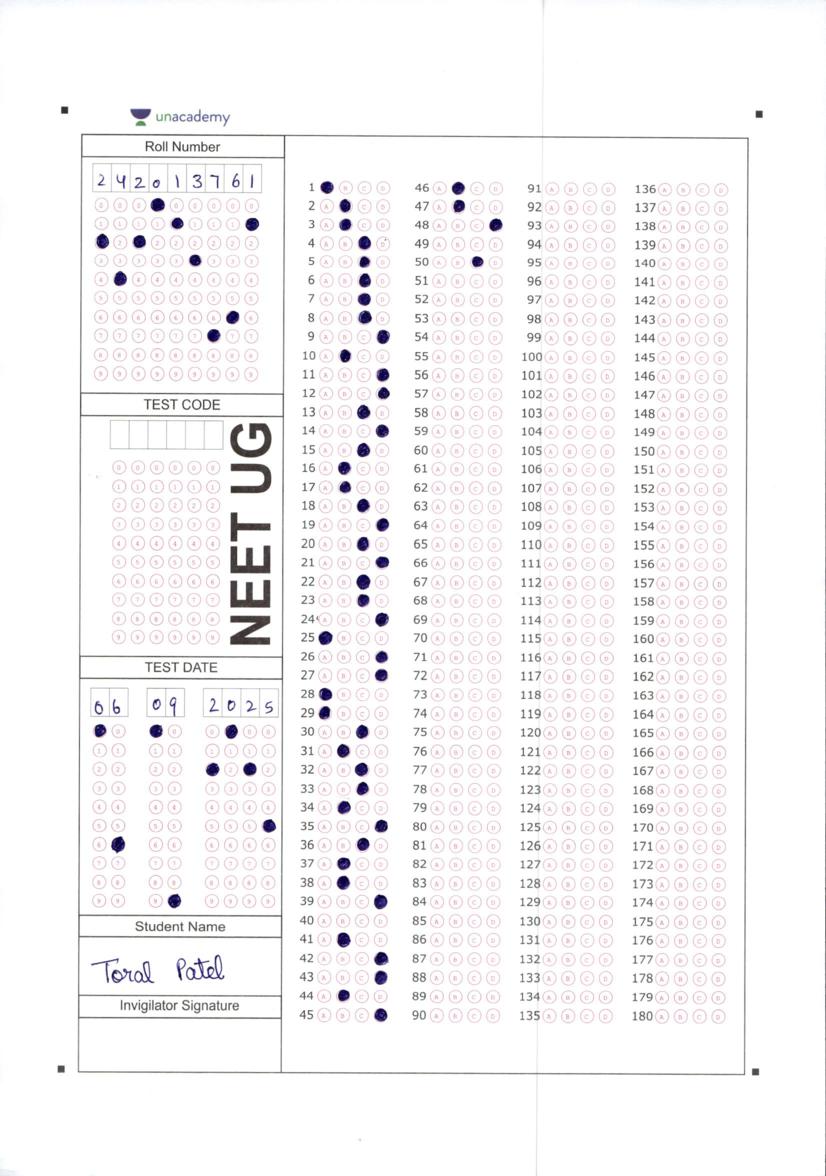 unacademy
Roll Number
2 4 2 0 1 3 7 6 1
TEST CODE
NEET UG
TEST DATE
06 09 2025
Student Name
Toral Patel
Invigilator Signature
1 B C D
2 A C D
3 A C D
4 A B D
5 A B D
6 A B D
7 A B D
8 A B D
9 A B C
10 A C D
11 A B C
12 A B C
13 A B D
14 A B C
15 A B D
16 A C D
17 A C D
18 A B D
19 A B C
20 A B D
21 A B C
22 A B D
23 A B D
24 A B C
25 B C D
26 A B C
27 A B C
28 B C D
29 B C D
30 A B D
31 A C D
32 A B D
33 A B D
34 A C D
35 A B C
36 A B D
37 A C D
38 A C D
39 A B C
40 A B C D
41 A C D
42 A B C
43 A B C
44 A C D
45 A B C
46 A C D
47 A C D
48 A B C
49 A B C D
50 A B D
51 A B C D
52 A B C D
53 A B C D
54 A B C D
55 A B C D
56 A B C D
57 A B C D
58 A B C D
59 A B C D
60 A B C D
61 A B C D
62 A B C D
63 A B C D
64 A B C D
65 A B C D
66 A B C D
67 A B C D
68 A B C D
69 A B C D
70 A B C D
71 A B C D
72 A B C D
73 A B C D
74 A B C D
75 A B C D
76 A B C D
77 A B C D
78 A B C D
79 A B C D
80 A B C D
81 A B C D
82 A B C D
83 A B C D
84 A B C D
85 A B C D
86 A B C D
87 A B C D
88 A B C D
89 A B C D
90 A B C D
91 A B C D
92 A B C D
93 A B C D
94 A B C D
95 A B C D
96 A B C D
97 A B C D
98 A B C D
99 A B C D
100 A B C D
101 A B C D
102 A B C D
103 A B C D
104 A B C D
105 A B C D
106 A B C D
107 A B C D
108 A B C D
109 A B C D
110 A B C D
111 A B C D
112 A B C D
113 A B C D
114 A B C D
115 A B C D
116 A B C D
117 A B C D
118 A B C D
119 A B C D
120 A B C D
121 A B C D
122 A B C D
123 A B C D
124 A B C D
125 A B C D
126 A B C D
127 A B C D
128 A B C D
129 A B C D
130 A B C D
131 A B C D
132 A B C D
133 A B C D
134 A B C D
135 A B C D
136 A B C D
137 A B C D
138 A B C D
139 A B C D
140 A B C D
141 A B C D
142 A B C D
143 A B C D
144 A B C D
145 A B C D
146 A B C D
147 A B C D
148 A B C D
149 A B C D
150 A B C D
151 A B C D
152 A B C D
153 A B C D
154 A B C D
155 A B C D
156 A B C D
157 A B C D
158 A B C D
159 A B C D
160 A B C D
161 A B C D
162 A B C D
163 A B C D
164 A B C D
165 A B C D
166 A B C D
167 A B C D
168 A B C D
169 A B C D
170 A B C D
171 A B C D
172 A B C D
173 A B C D
174 A B C D
175 A B C D
176 A B C D
177 A B C D
178 A B C D
179 A B C D
180 A B C D